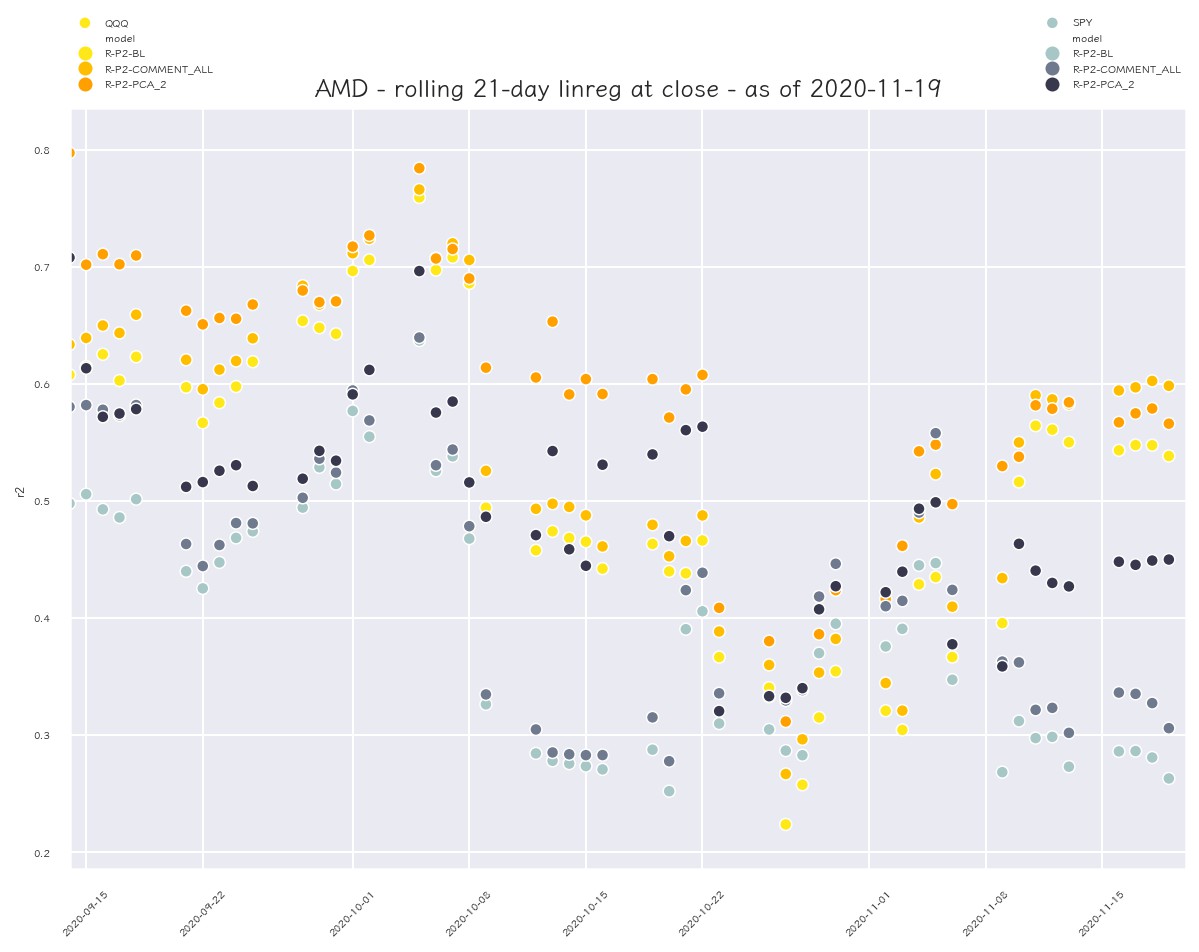 QQQ
model
R-P2-BL
R-P2-COMMENT_ALL
R-P2-PCA_2
SPY
model
R-P2-BL
R-P2-COMMENT_ALL
R-P2-PCA_2
AMD - rolling 21-day linreg at close - as of 2020-11-19
0.8
0.7
0.6
0.5
0.4
0.3
0.2
r2
2020-09-15
2020-09-22
2020-10-01
2020-10-08
2020-10-15
2020-10-22
2020-11-01
2020-11-08
2020-11-15